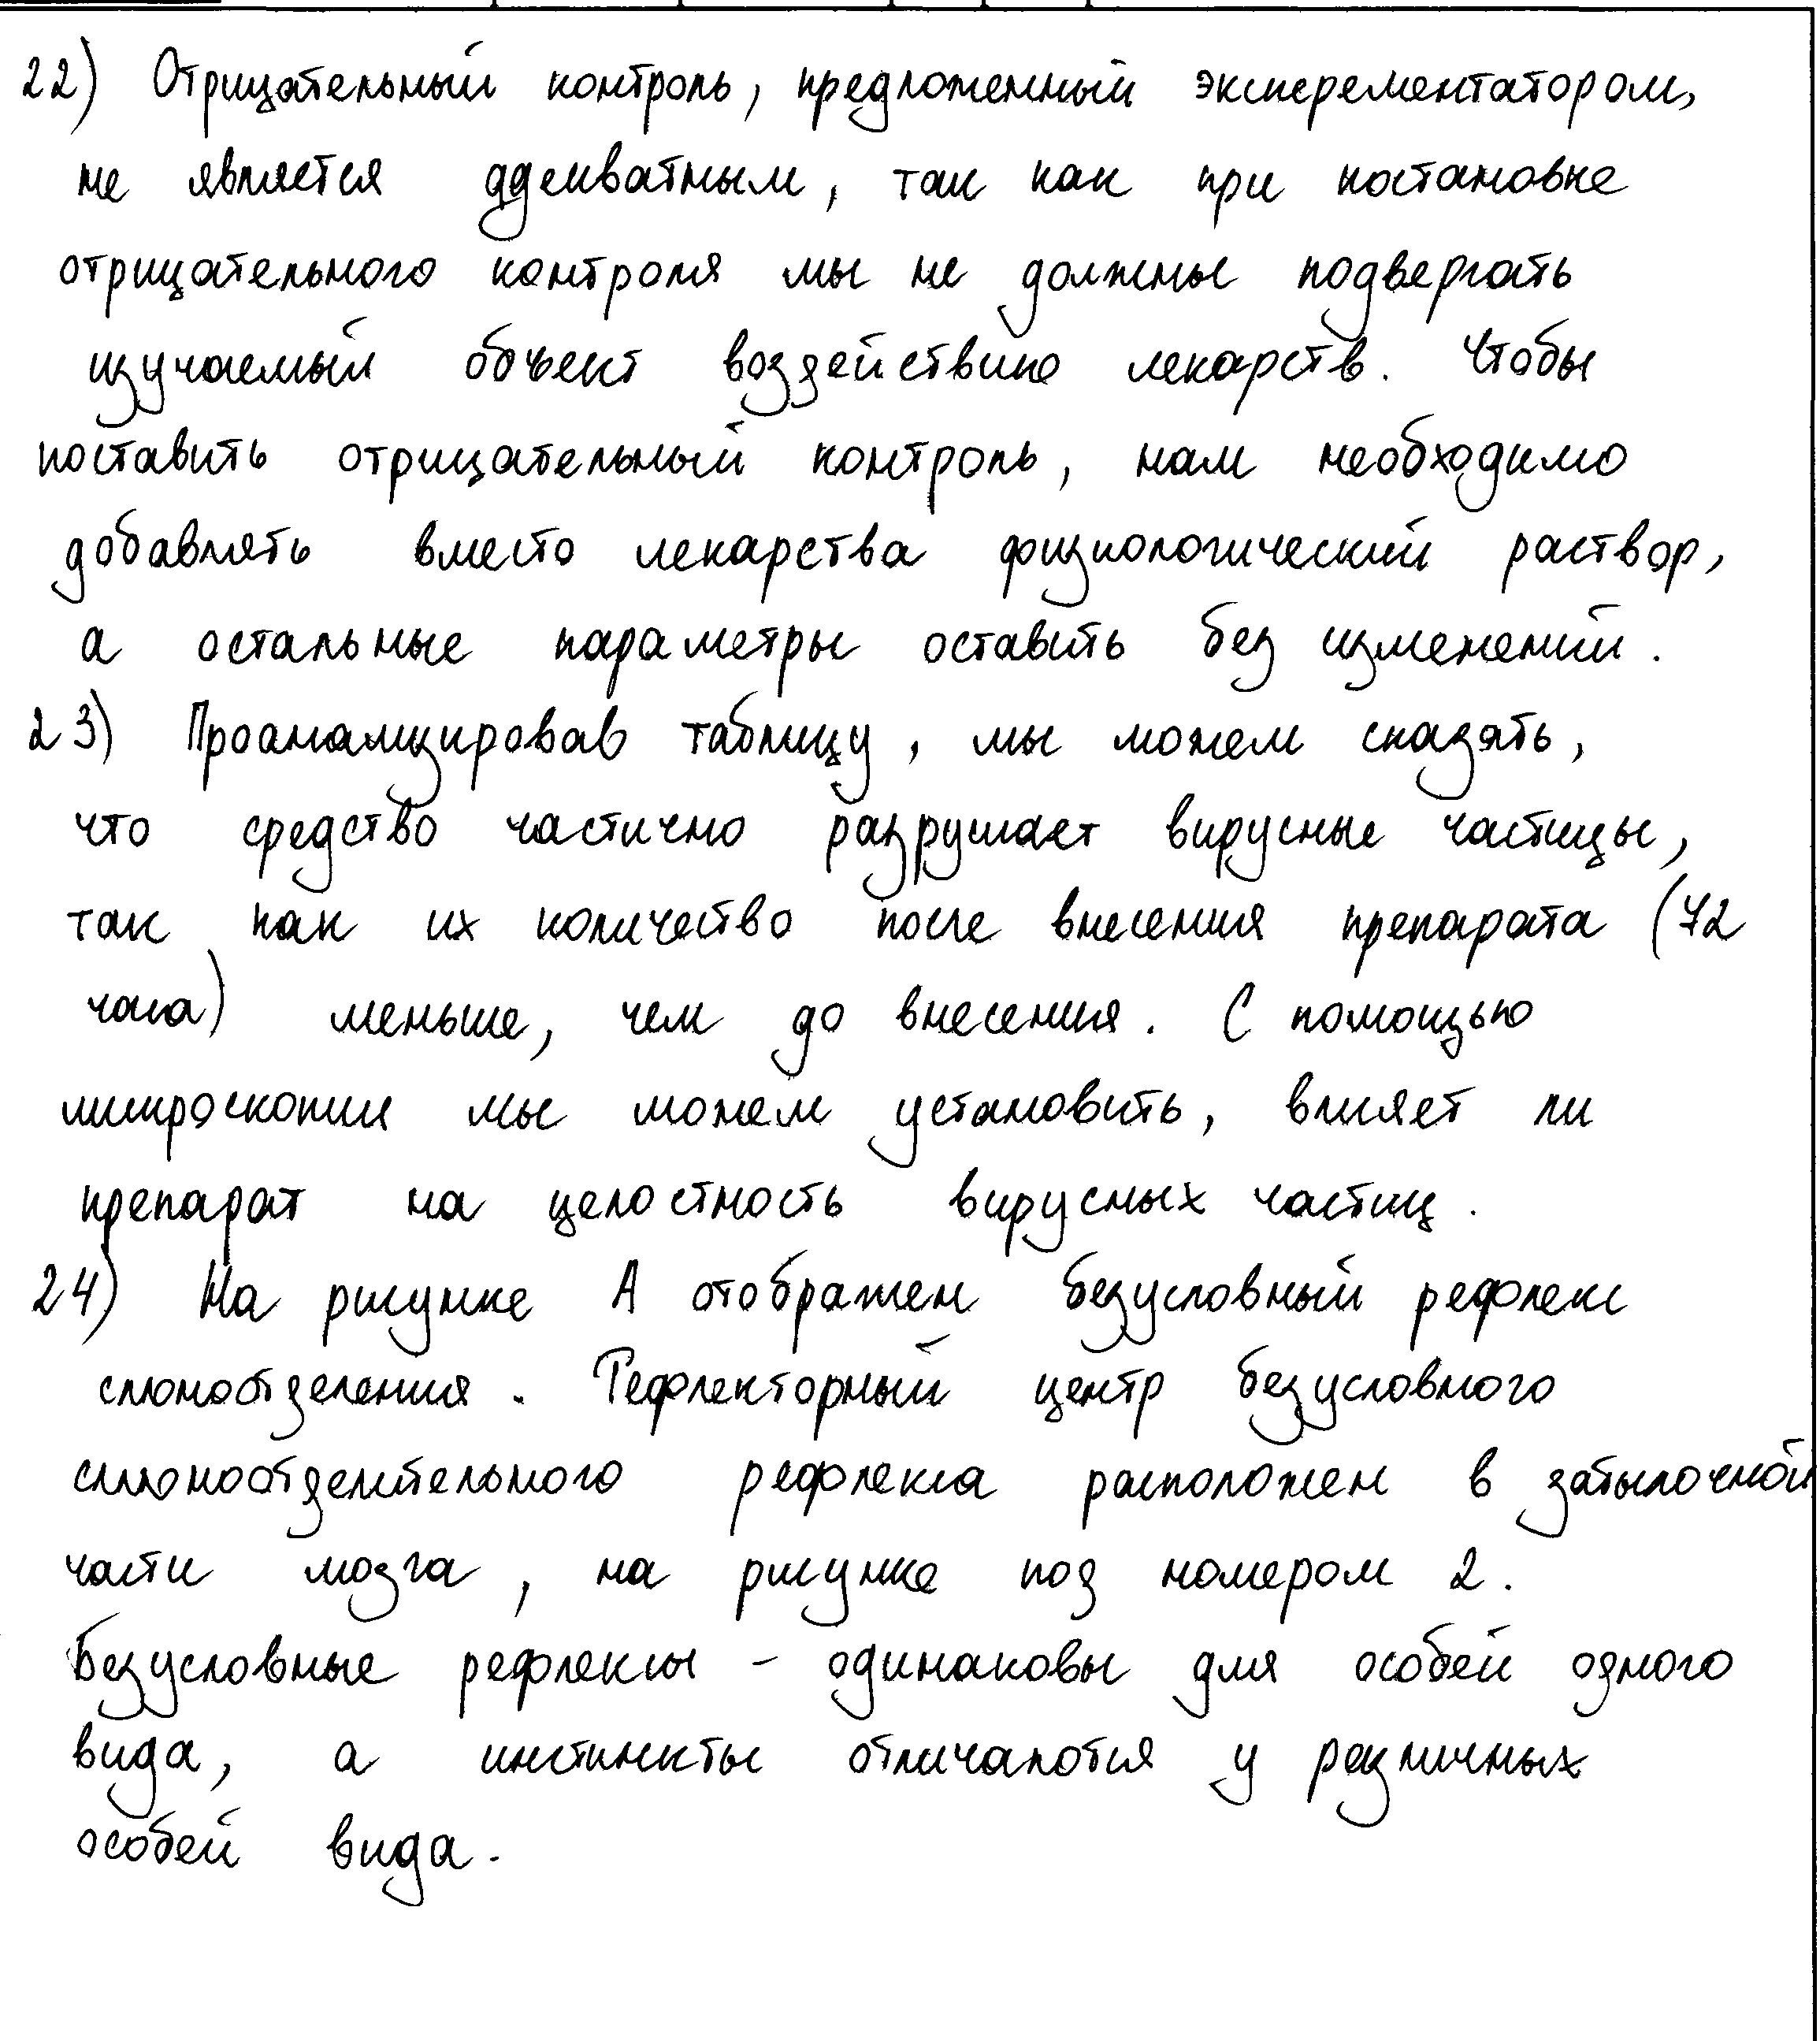 22) Отрицательный контроль, предложенный эксперементатором,
не является адекватным, так как при постановке
отрицательного контроля мы не должны подвергать
изучаемый объект воздействию лекарств. Чтобы
поставить отрицательный контроль, нам необходимо
добавлять вместо лекарства физиологический раствор,
а остальные параметры оставить без изменений.
23) Проанализировав таблицу, мы можем сказать,
что средство частично разрушает вирусные частицы,
так как их количество после внесения препарата (72
часа) меньше, чем до внесения. С помощью
микроскопии мы можем установить, влияет ли
препарат на целостность вирусных частиц.
24) На рисунке А отображен безусловный рефлекс
слюноотделения. Рефлекторный центр безусловного
слюноотделительного рефлекса расположен в затылочной
части мозга, на рисунке под номером 2.
Безусловные рефлексы - одинаковы для особей одного
вида, а инстинкты отличаются у различных
особей вида.